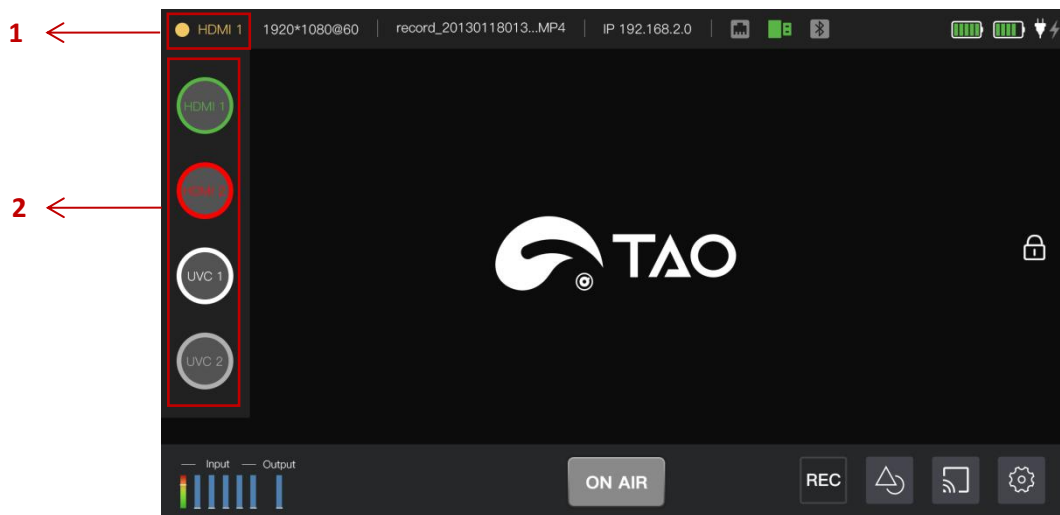 1
HDMI 1 1920*1080@60 record_20130118013...MP4 IP 192.168.2.0
HDMI 1
HDMI 2
2
UVC 1
TAO
UVC 2
Input Output
ON AIR
REC